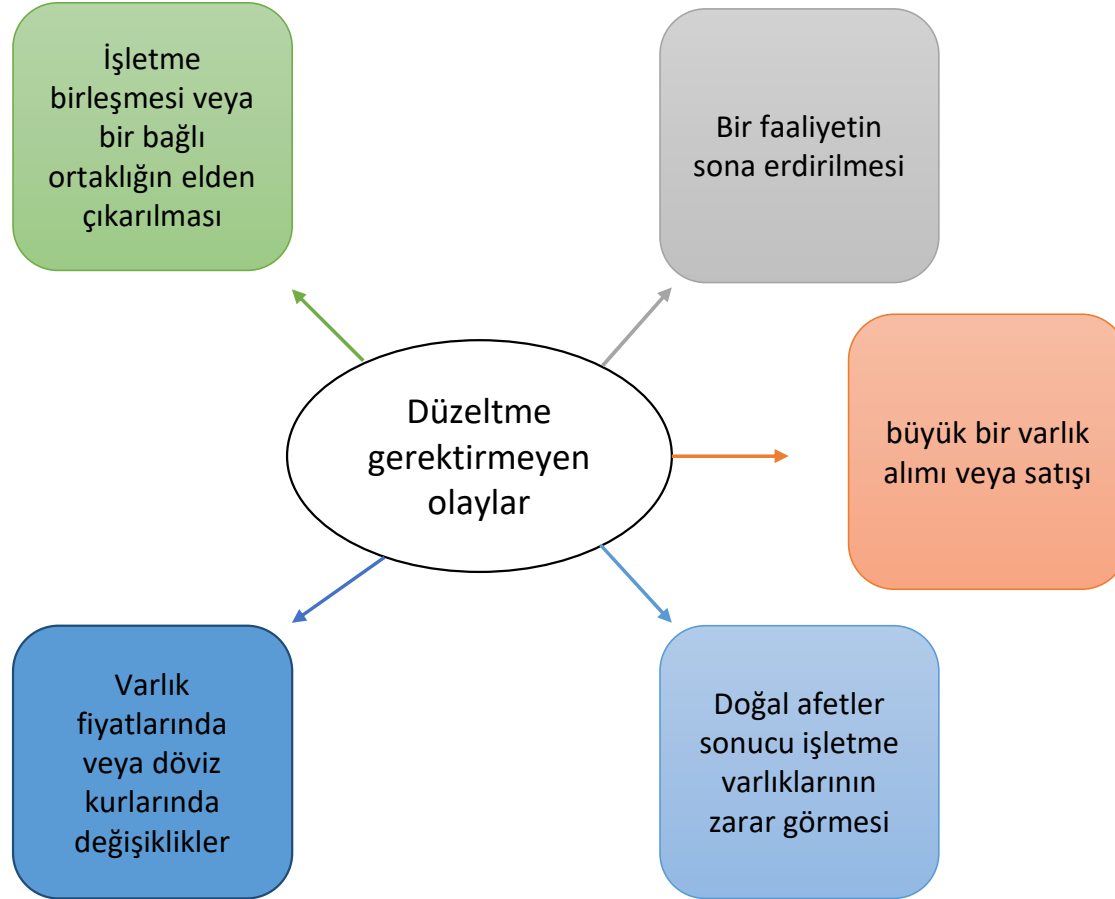 İşletme
birleşmesi veya
bir bağlı
ortaklığın elden
çıkarılması
Bir faaliyetin
sona erdirilmesi
Düzeltme
gerektirmeyen
olaylar
büyük bir varlık
alımı veya satışı
Varlık
fiyatlarında
veya döviz
kurlarında
değişiklikler
Doğal afetler
sonucu işletme
varlıklarının
zarar görmesi